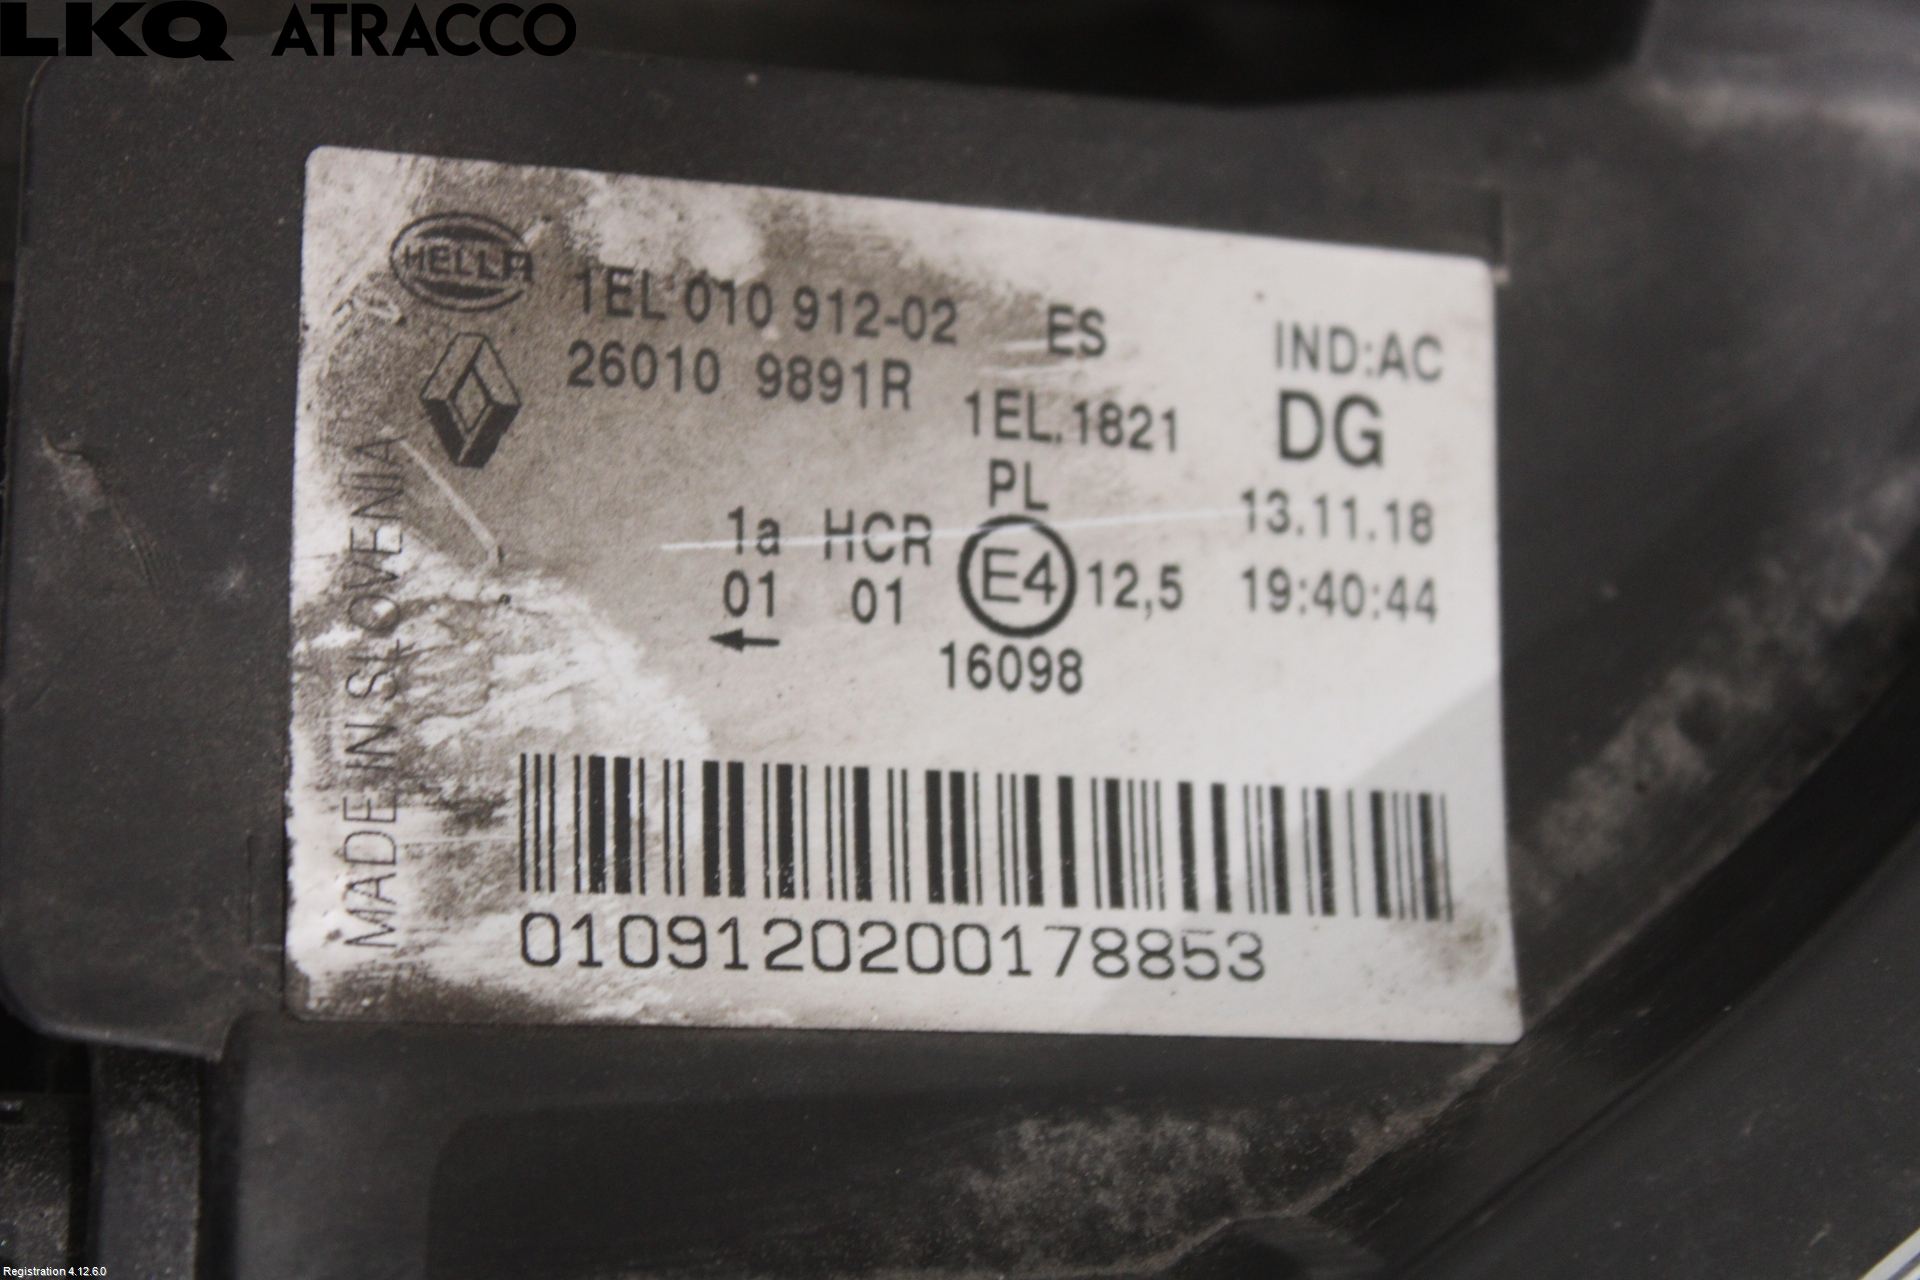 LKQ ATRACCO
HELLA
1EL 010 912-02 ES
26010 9891R
1EL.1821
IND:AC
DG
PL
1a HCR E4 12,5
01 01
16098
13.11.18
19:40:44
MADE IN SLOVENIA
0109120200178853
Registration 4.12.6.0